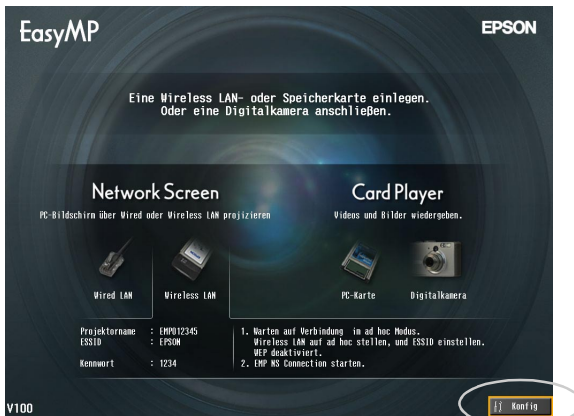 EasyMP
EPSON
Eine Wireless LAN- oder Speicherkarte einlegen.
Oder eine Digitalkamera anschließen.
Network Screen
PC-Bildschirm über Wired oder Wireless LAN projizieren
Card Player
Videos und Bilder wiedergeben.
Wired LAN
Wireless LAN
PC-Karte
Digitalkamera
Projektorname : EMPD12345
ESSID : EPSON
Kennwort : 1234
1. Warten auf Verbindung in ad hoc Modus.
Wireless LAN auf ad hoc stellen, und ESSID einstellen.
WEP deaktiviert.
2. EMP NS Connection starten.
V100
Konfig